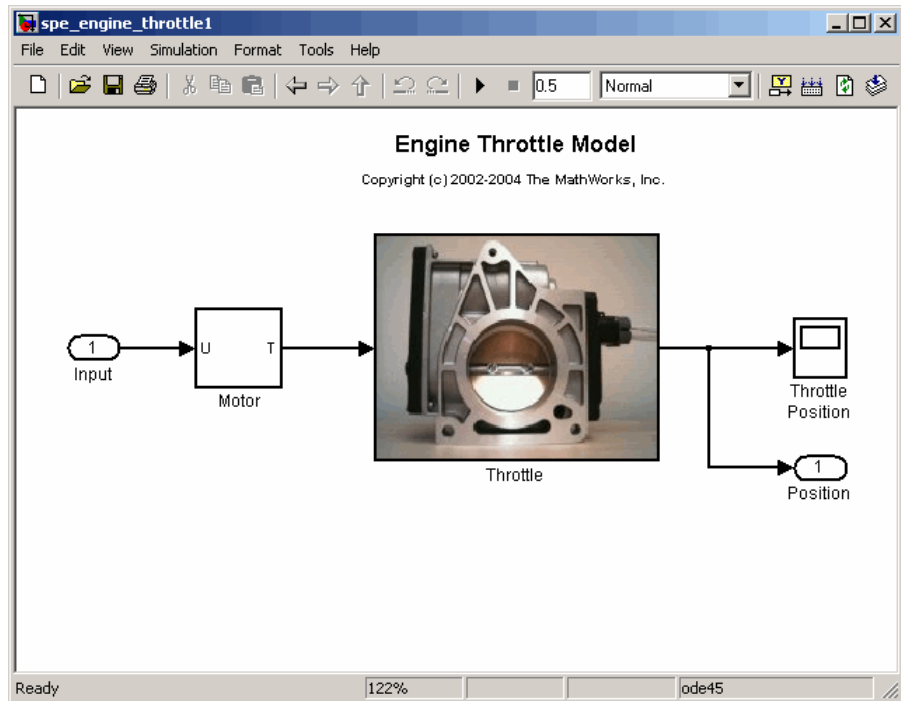 spe_engine_throttle1
File Edit View Simulation Format Tools Help
0.5 Normal
Engine Throttle Model
Copyright (c) 2002-2004 The MathWorks, Inc.
1
Input
U T
Motor
Throttle
Throttle
Position
1
Position
Ready 122% ode45